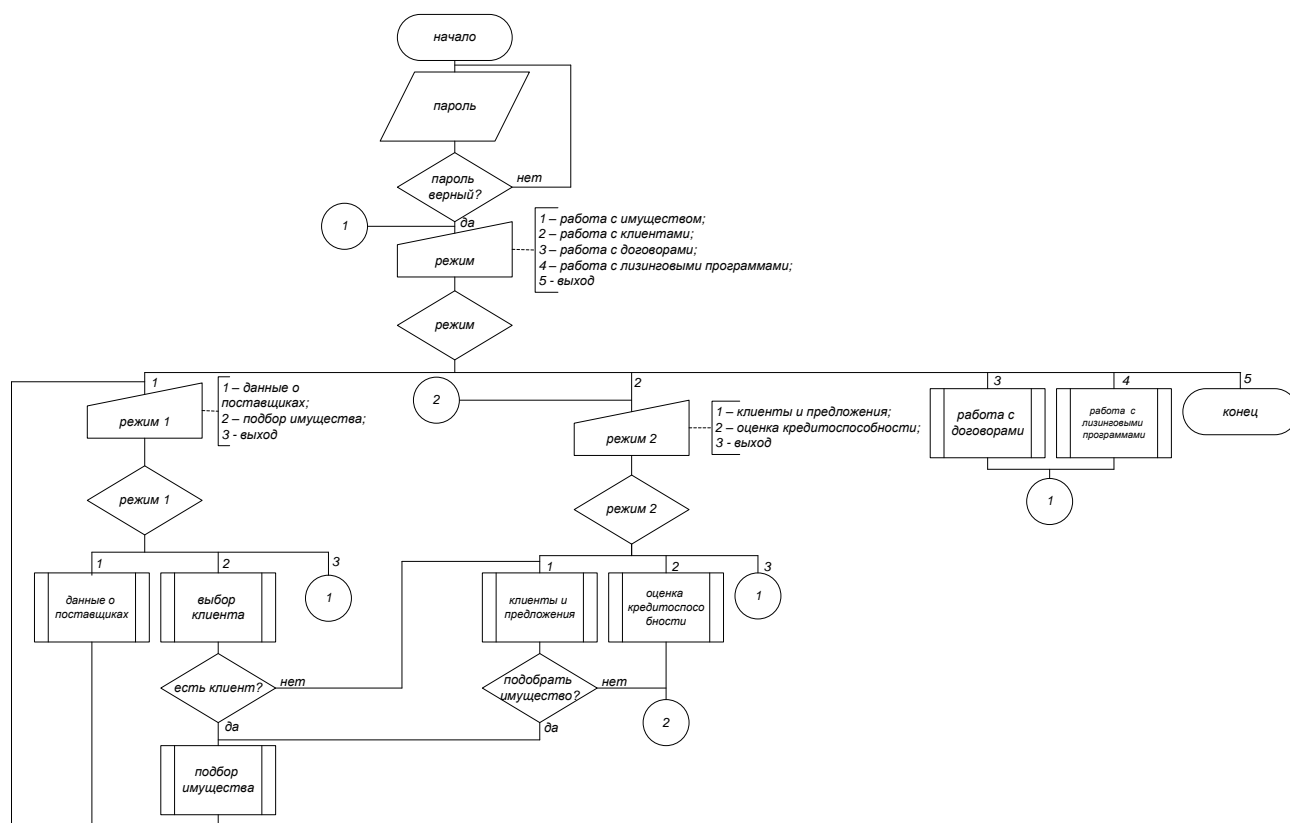 начало
пароль
пароль
верный?
нет
да
1
1 – работа с имуществом;
2 – работа с клиентами;
3 – работа с договорами;
4 – работа с лизинговыми программами;
5 - выход
режим
режим
1
2
3
4
5
режим 1
1 – данные о
поставщиках;
2 – подбор имущества;
3 - выход
2
режим 2
1 – клиенты и предложения;
2 – оценка кредитоспособности;
3 - выход
работа с
договорами
работа с
лизинговыми
программами
конец
1
режим 1
режим 2
1
2
3
1
2
3
данные о
поставщиках
выбор
клиента
1
клиенты и
предложения
оценка
кредитоспосо
бности
1
есть клиент?
нет
да
подобрать
имущество?
нет
да
2
подбор
имущества